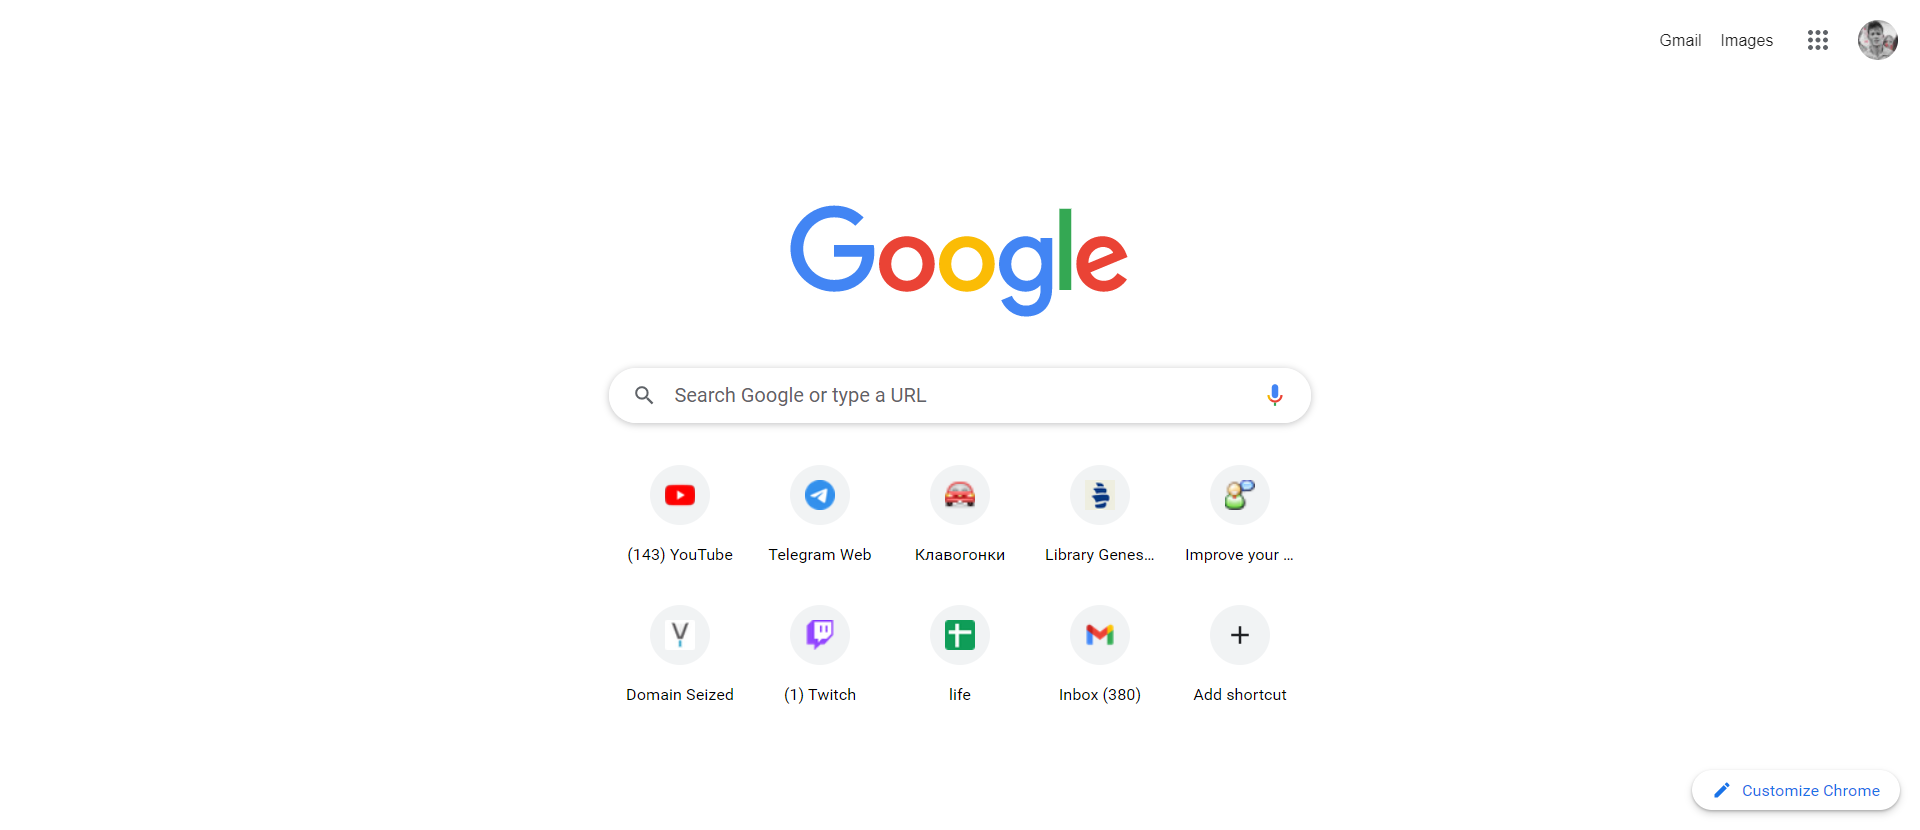 Gmail Images
Google
Search Google or type a URL
(143) YouTube Telegram Web Клавогонки Library Genes... Improve your ...
Domain Seized (1) Twitch life Inbox (380) Add shortcut
Customize Chrome